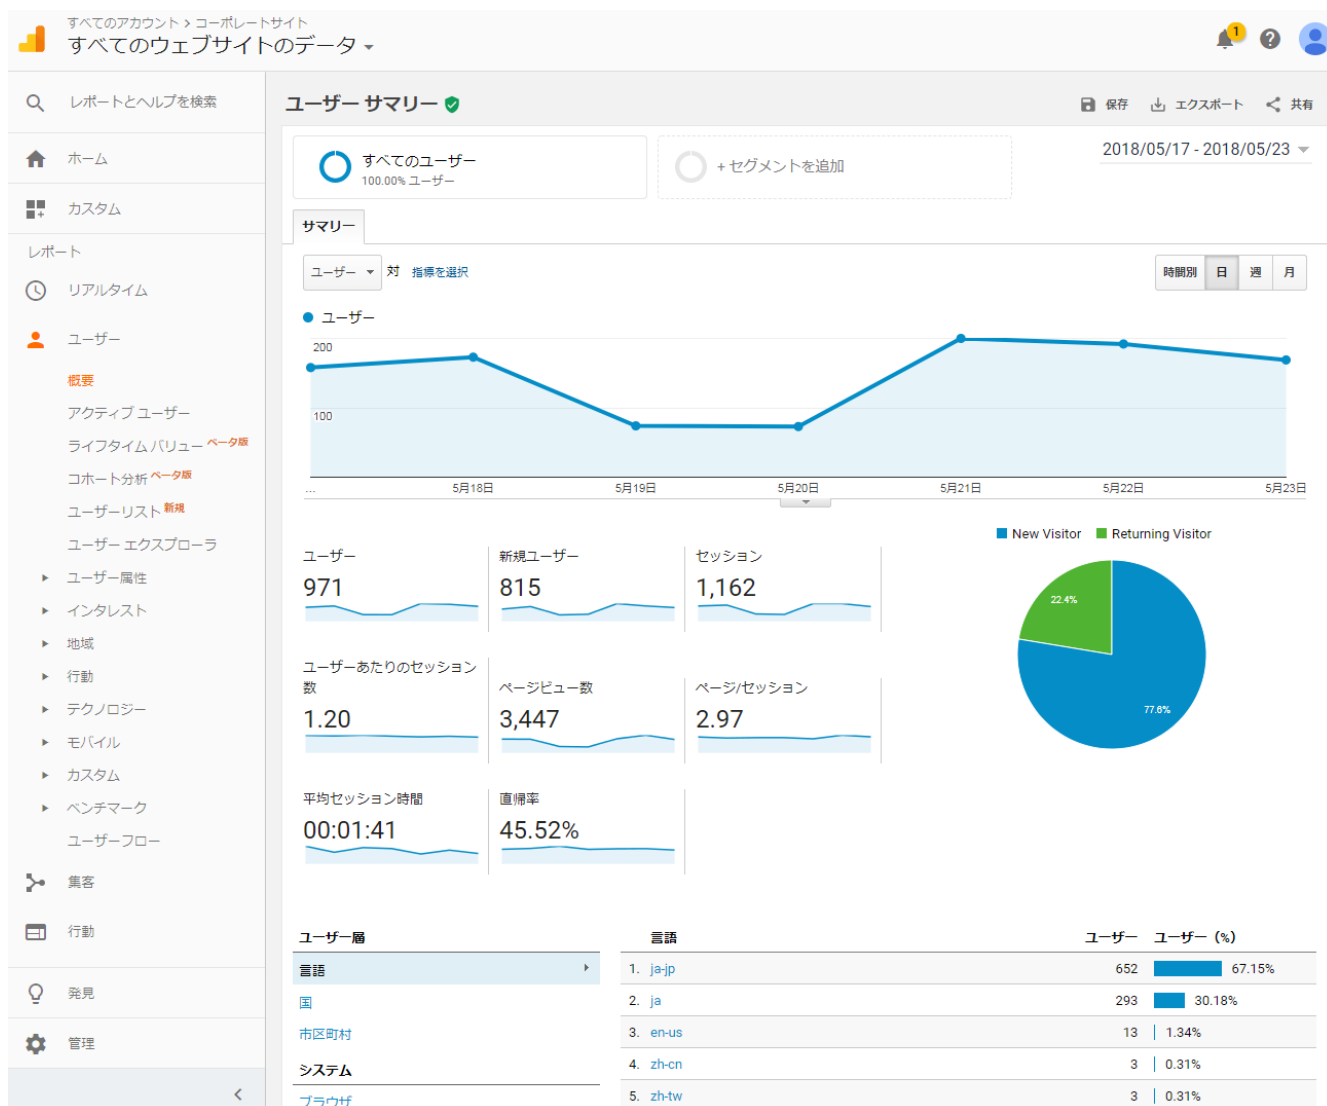 すべてのアカウント > コーポレートサイト
すべてのウェブサイトのデータ
1
レポートとヘルプを検索
ホーム
カスタム
レポート
リアルタイム
ユーザー
概要
アクティブ ユーザー
ライフタイム バリュー ベータ版
コホート分析 ベータ版
ユーザーリスト 新規
ユーザー エクスプローラ
ユーザー属性
インタレスト
地域
行動
テクノロジー
モバイル
カスタム
ベンチマーク
ユーザーフロー
集客
行動
発見
管理
ユーザー サマリー
保存 エクスポート 共有
すべてのユーザー
100.00% ユーザー
+ セグメントを追加
2018/05/17 - 2018/05/23
サマリー
ユーザー 対 指標を選択
時間別 日 週 月
ユーザー
200
100
... 5月18日 5月19日 5月20日 5月21日 5月22日 5月23日
New Visitor Returning Visitor
22.4%
77.6%
ユーザー 新規ユーザー セッション
971 815 1,162
ユーザーあたりのセッション
数 ページビュー数 ページ/セッション
1.20 3,447 2.97
平均セッション時間 直帰率
00:01:41 45.52%
ユーザー層
言語
国
市区町村
システム
ブラウザ
言語 ユーザー ユーザー (%)
1. ja-jp 652 67.15%
2. ja 293 30.18%
3. en-us 13 1.34%
4. zh-cn 3 0.31%
5. zh-tw 3 0.31%